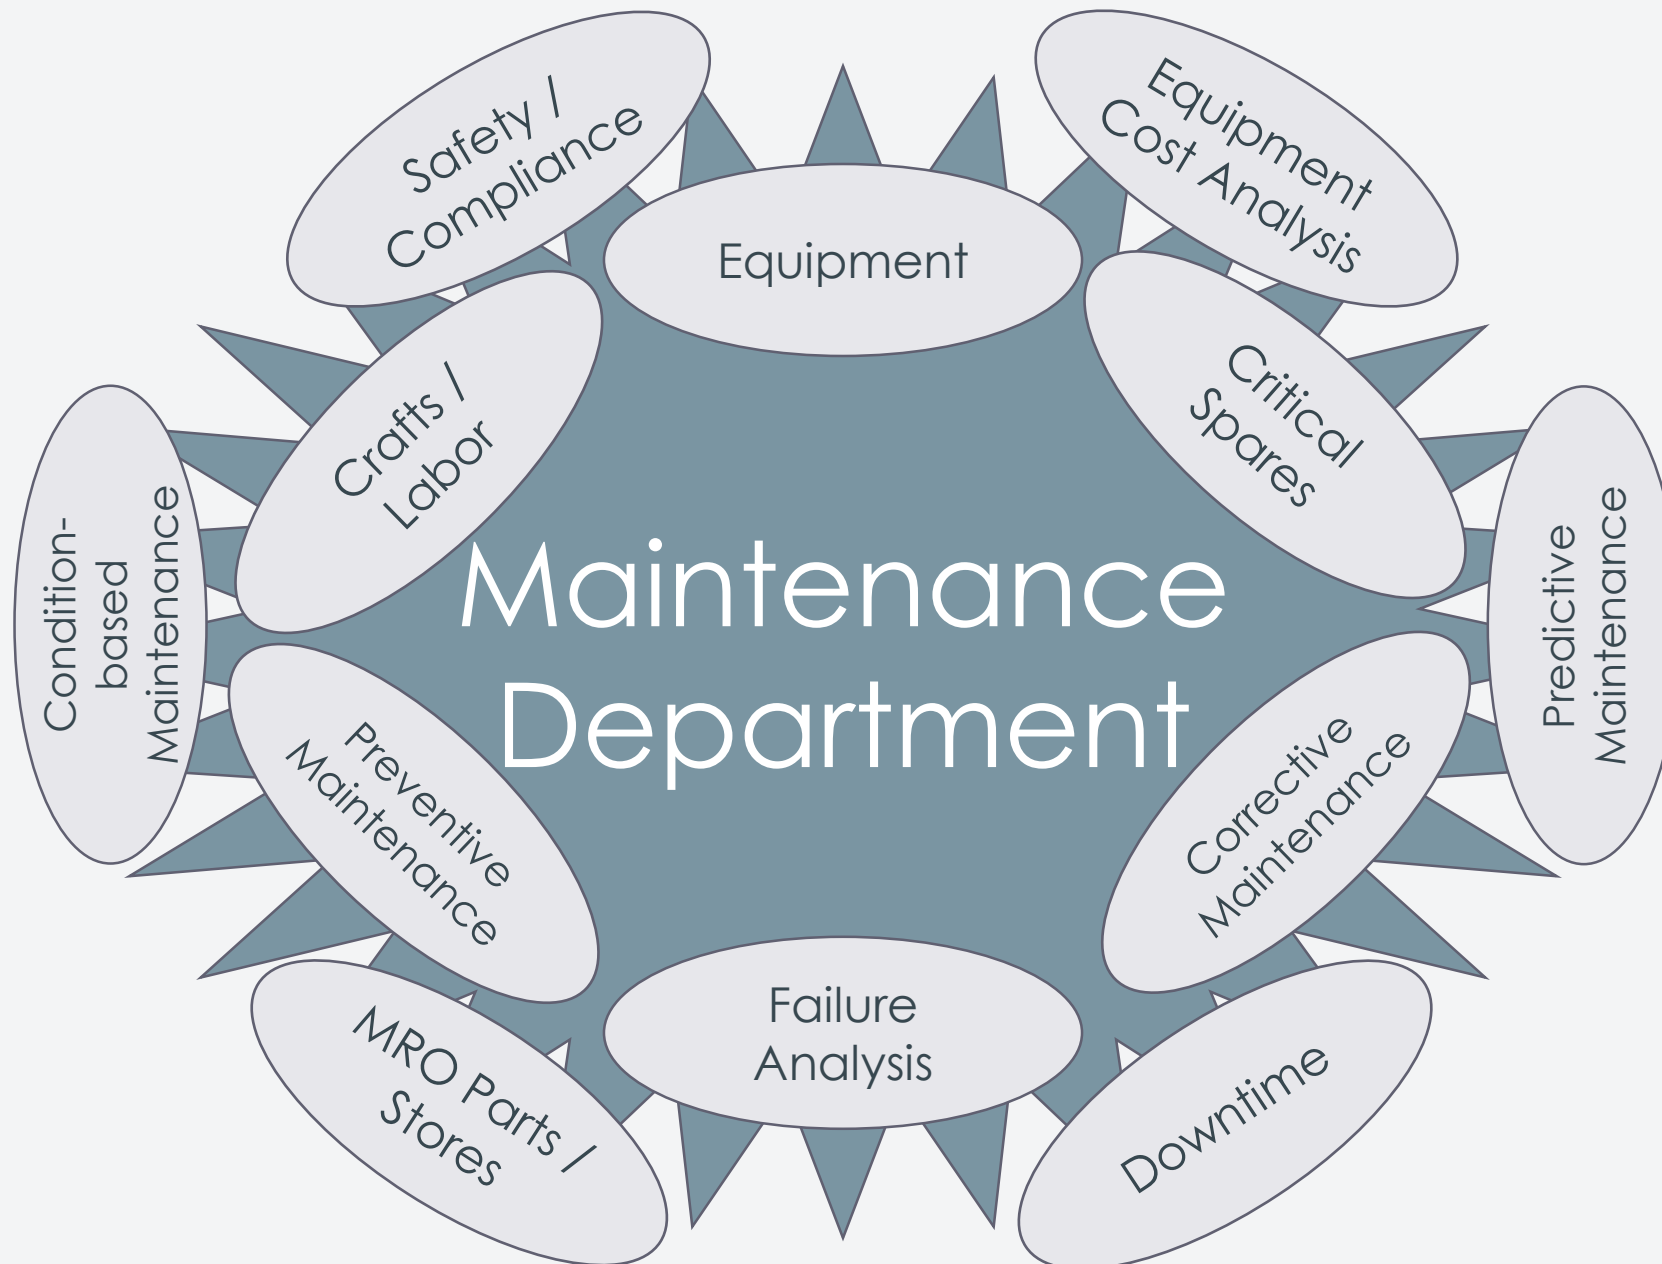 Safety /
Compliance
Equipment
Cost Analysis
Equipment
Crafts /
Labor
Critical
Spares
Condition-
based
Maintenance
Maintenance
Department
Predictive
Maintenance
Preventive
Maintenance
Corrective
Maintenance
Failure
Analysis
MRO Parts /
Stores
Downtime